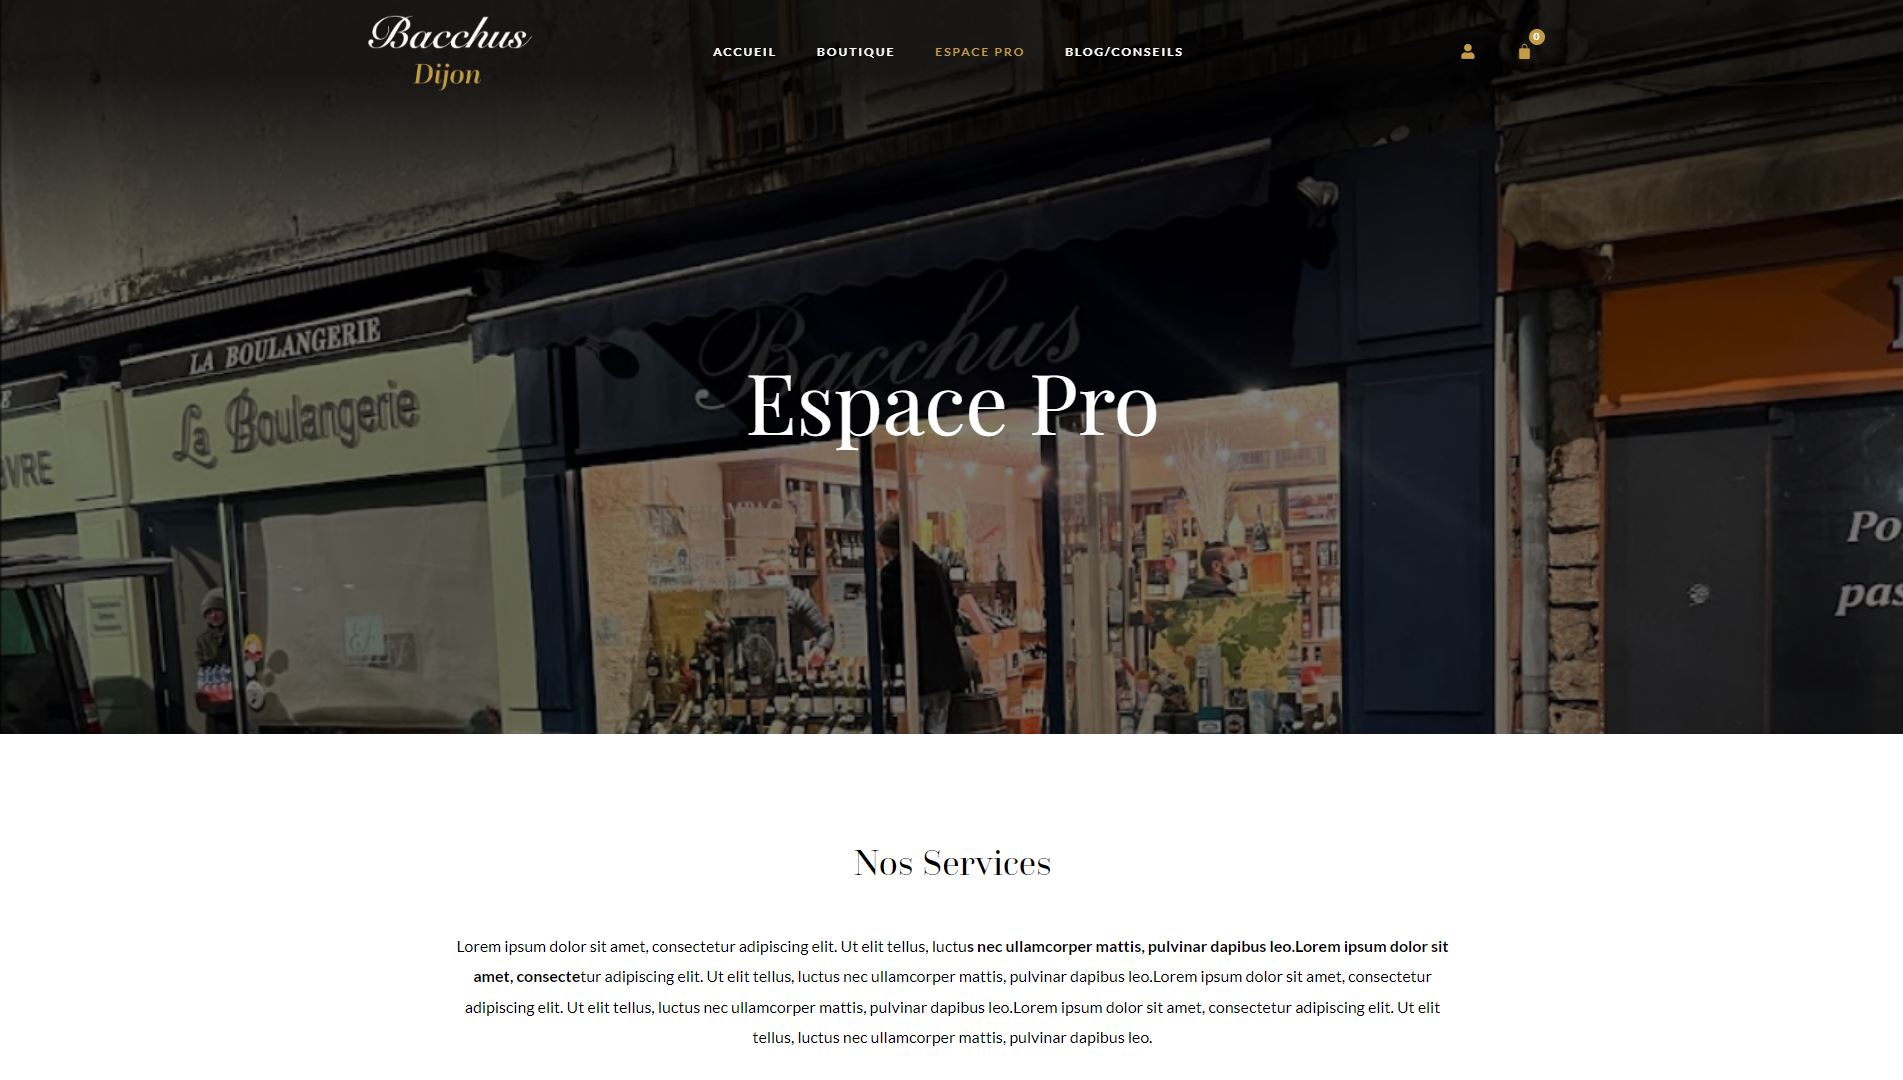 Bacchus
Dijon
ACCUEIL
BOUTIQUE
ESPACE PRO
BLOG/CONSEILS
0
LA BOULANGERIE
La Boulangerie
Bacchus
Espace Pro
Po
pas
Nos Services
Lorem ipsum dolor sit amet, consectetur adipiscing elit. Ut elit tellus, luctus nec ullamcorper mattis, pulvinar dapibus leo.Lorem ipsum dolor sit
amet, consectetur adipiscing elit. Ut elit tellus, luctus nec ullamcorper mattis, pulvinar dapibus leo.Lorem ipsum dolor sit amet, consectetur
adipiscing elit. Ut elit tellus, luctus nec ullamcorper mattis, pulvinar dapibus leo.Lorem ipsum dolor sit amet, consectetur adipiscing elit. Ut elit
tellus, luctus nec ullamcorper mattis, pulvinar dapibus leo.